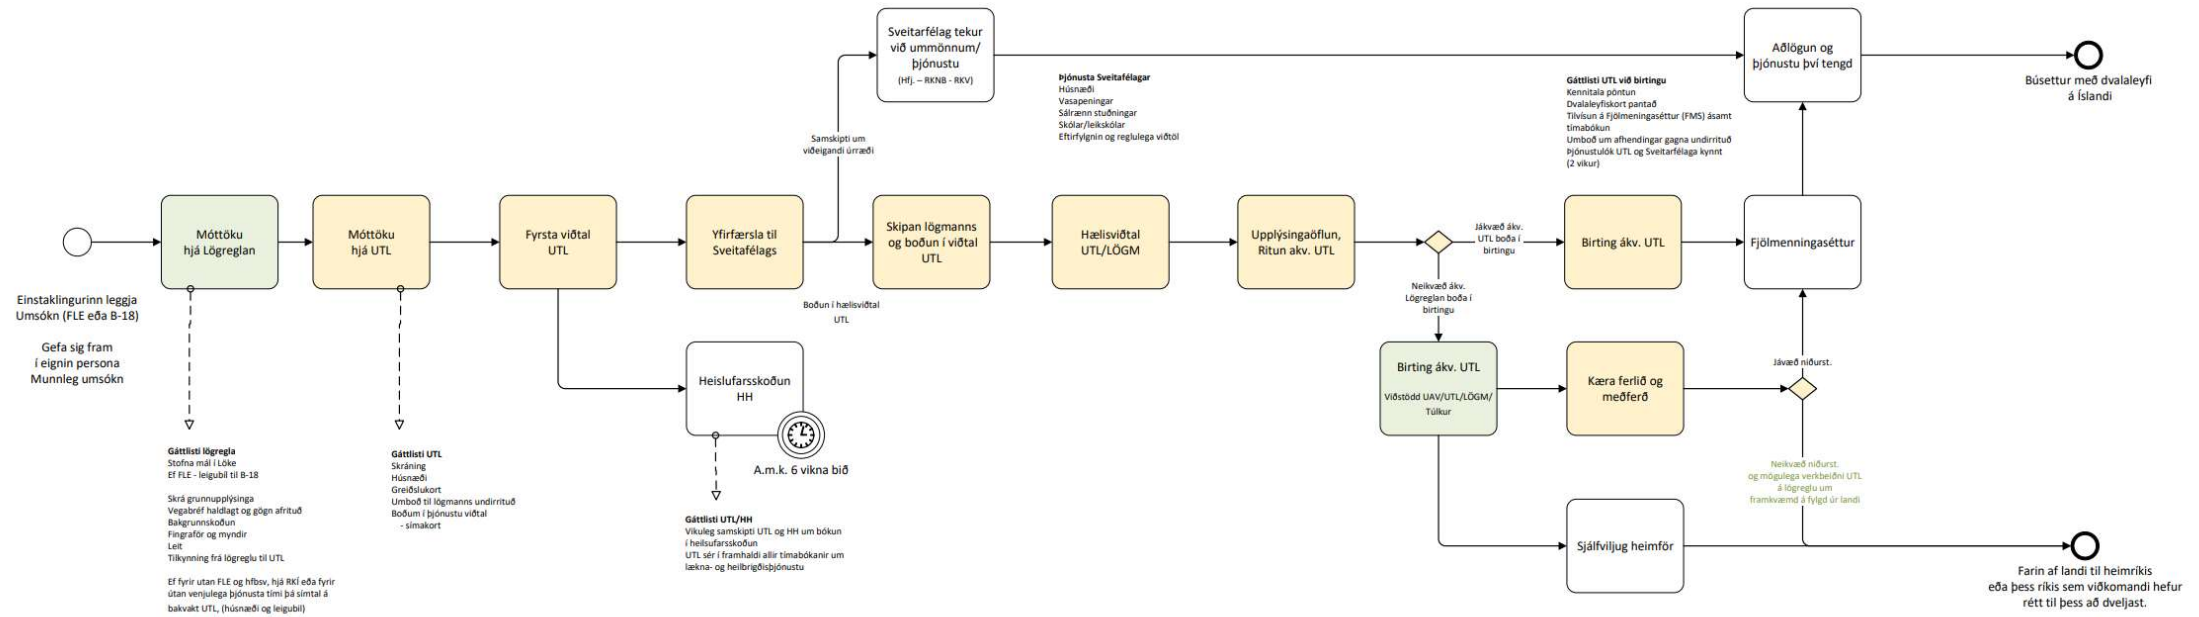 Sveitarfélag tekur
við ummönnum/
þjónustu
(Hfj. – RKNB - RKV)
Aðlögun og
þjónustu því tengd
Búsettur með dvalaleyfi
á Íslandi
Þjónusta Sveitafélagar
Húsnæði
Vasapeningar
Sálrænn stuðningar
Skólar/leikskólar
Eftirfylgnin og reglulega viðtöl
Gáttlisti UTL við birtingu
Kennitala pöntun
Dvalaleyfiskort pantað
Tilvísun á Fjölmeningaséttur (FMS) ásamt
tímabókun
Umboð um afhendingar gagna undirrituð
Þjónustulók UTL og Sveitarfélaga kynnt
(2 vikur)
Samskipti um
viðeigandi úrræði
Móttöku
hjá Lögreglan
Móttöku
hjá UTL
Fyrsta viðtal
UTL
Yfirfærsla til
Sveitafélags
Skipan lögmanns
og boðun í viðtal
UTL
Hælisviðtal
UTL/LÖGM
Upplýsingaöflun,
Ritun akv. UTL
Jákvæð ákv.
UTL boða í
birtingu
Birting ákv. UTL
Fjölmenningaséttur
Einstaklingurinn leggja
Umsókn (FLE eða B-18)
Gefa sig fram
í eignin persona
Munnleg umsókn
Boðun í hælisviðtal
UTL
Neikvæð ákv.
Lögreglan boða í
birtingu
Heislufarsskoðun
HH
A.m.k. 6 vikna bið
Birting ákv. UTL
Viðstödd UAV/UTL/LÖGM/
Túlkur
Kæra ferlið og
meðferð
Jávæð niðurst.
Neikvæð niðurst.
og mögulega verkbeiðni UTL
á lögreglu um
framkvæmd á fylgd úr landi
Sjálfviljug heimför
Farin af landi til heimríkis
eða þess ríkis sem viðkomandi hefur
rétt til þess að dveljast.
Gáttlisti lögregla
Stofna mál í Löke
Ef FLE - leigubíl til B-18
Skrá grunnupplýsinga
Vegabréf haldlagt og gögn afrituð
Bakgrunnskoðun
Fingraför og myndir
Leit
Tilkynning frá lögreglu til UTL
Ef fyrir utan FLE og hfbsv, hjá RKÍ eða fyrir
útan venjulega þjónusta tími þá símtal á
bakvakt UTL, (húsnæði og leigubíl)
Gáttlisti UTL
Skráning
Húsnæði
Greiðslukort
Umboð til lögmanns undirrituð
Boðum í þjónustu viðtal
- símakort
Gáttlisti UTL/HH
Vikuleg samskipti UTL og HH um bókun
í heilsufarsskoðun
UTL sér í framhaldi allir tímabókanir um
lækna- og heilbrigðisþjónustu